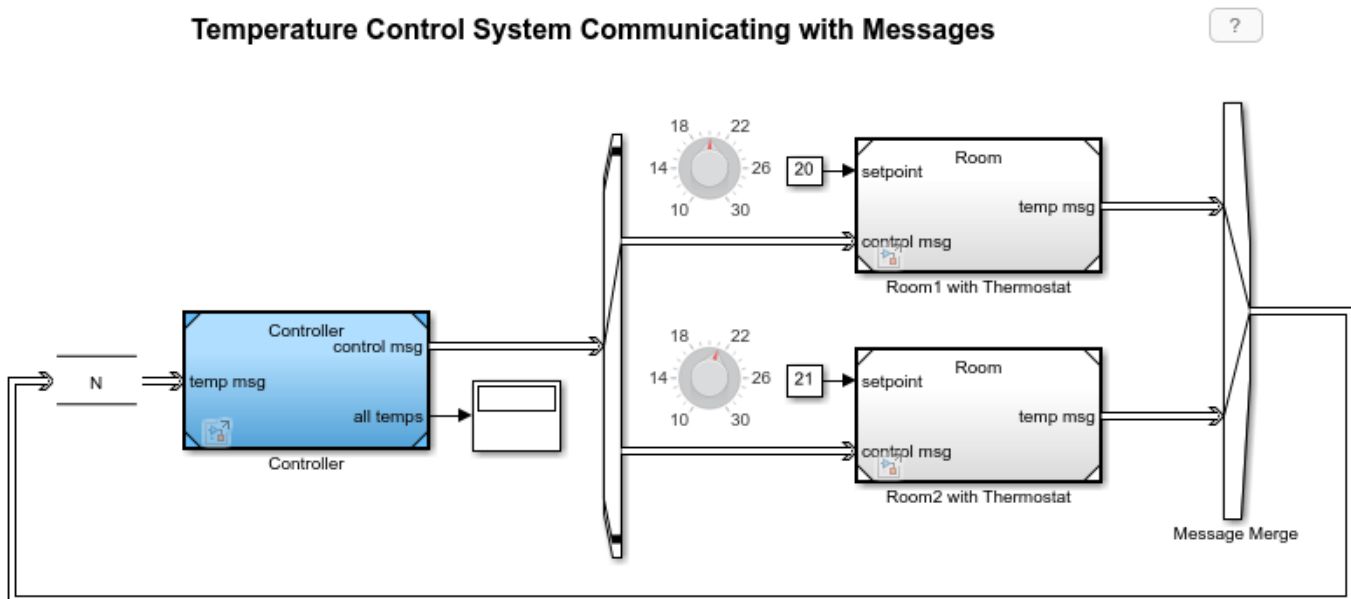 Temperature Control System Communicating with Messages
?
18 22
14 26
10 30
20
Room
setpoint
temp msg
control msg
Room1 with Thermostat
Controller
control msg
N
temp msg
all temps
Controller
18 22
14 26
10 30
21
Room
setpoint
temp msg
control msg
Room2 with Thermostat
Message Merge